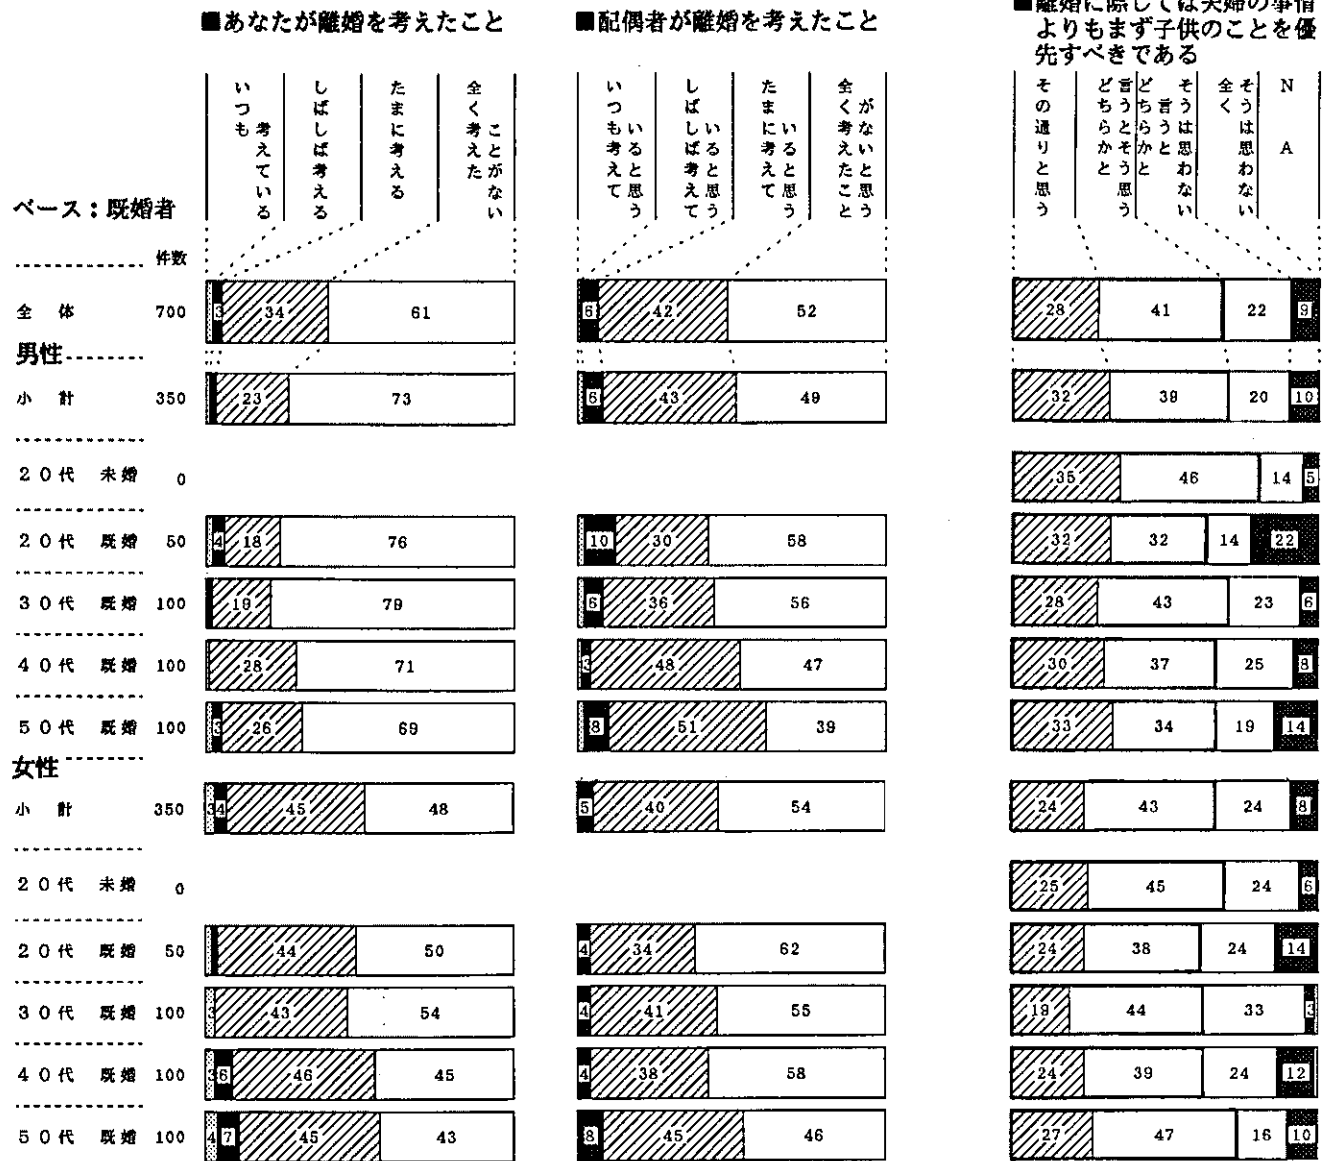 ■あなたが離婚を考えたこと
■配偶者が離婚を考えたこと
■離婚に際しては夫婦の事情
よりもまず子供のことを優
先すべきである
いつも考えている
しばしば考える
たまに考える
全く考えたことがない
いつも考えているいると思う
しばしば考えているいると思う
たまに考えているいると思う
全く考えたことがないと思う
その通りと思う
どちらかと言うとそう思う
どちらかと言うとそうは思わない
全くそうは思わない
N A
ベース：既婚者
件数
全体 700 3 34 61 6 42 52 28 41 22 9
男性
小計 350 23 73 6 43 49 32 39 20 10
20代 未婚 0 35 46 14 5
20代 既婚 50 4 18 76 10 30 58 32 32 14 22
30代 既婚 100 19 79 6 36 56 28 43 23 6
40代 既婚 100 28 71 3 48 47 30 37 25 8
50代 既婚 100 3 26 69 8 51 39 33 34 19 14
女性
小計 350 3 4 45 48 5 40 54 24 43 24 8
20代 未婚 0 25 45 24 6
20代 既婚 50 44 50 4 34 62 24 38 24 14
30代 既婚 100 3 43 54 4 41 55 19 44 33 3
40代 既婚 100 3 6 46 45 4 38 58 24 39 24 12
50代 既婚 100 4 7 45 43 8 45 46 27 47 16 10